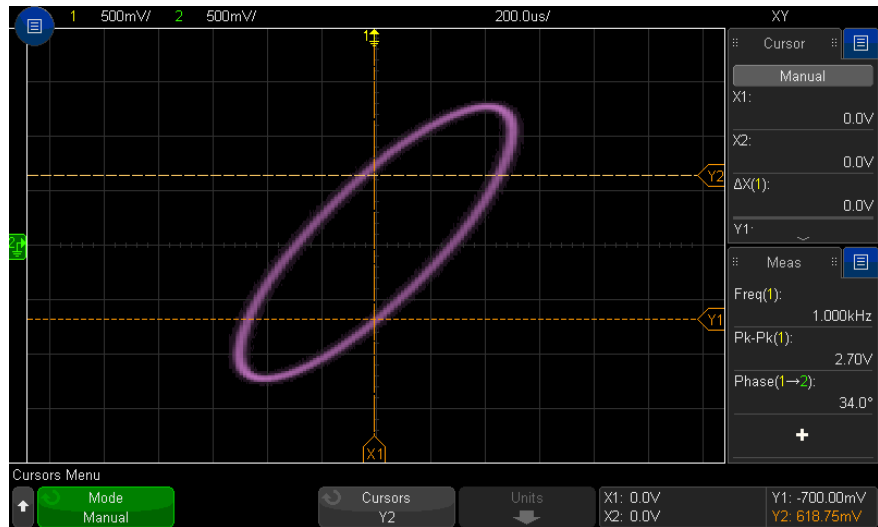 1 500mV/ 2 500mV/ 200.0us/ XY
1
Cursor
Manual
X1:
0.0V
X2:
0.0V
ΔX(1):
0.0V
Y1:
Y2
2
Y1
X1
Meas
Freq(1):
1.000kHz
Pk-Pk(1):
2.70V
Phase(1→2):
34.0°
+
Cursors Menu
Mode
Manual
Cursors
Y2
Units
X1: 0.0V
X2: 0.0V
Y1: -700.00mV
Y2: 618.75mV